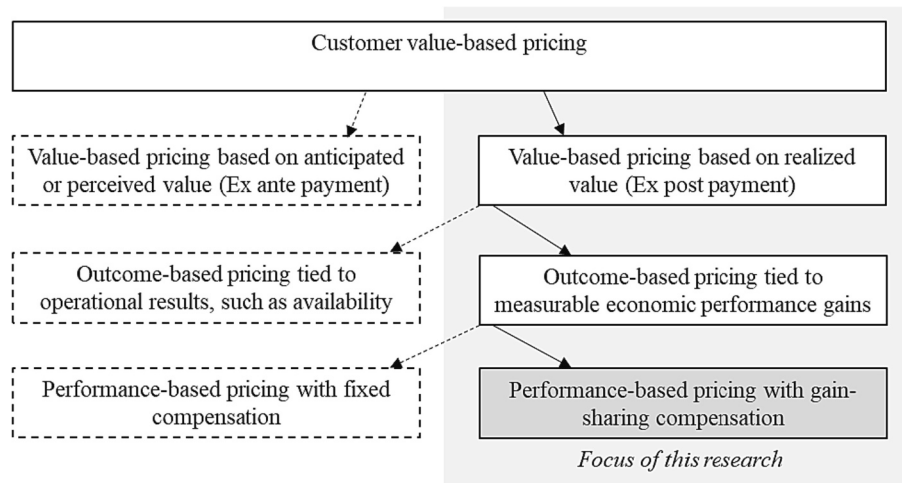 Customer value-based pricing
Value-based pricing based on anticipated
or perceived value (Ex ante payment)
Value-based pricing based on realized
value (Ex post payment)
Outcome-based pricing tied to
operational results, such as availability
Outcome-based pricing tied to
measurable economic performance gains
Performance-based pricing with fixed
compensation
Performance-based pricing with gain-
sharing compensation
Focus of this research